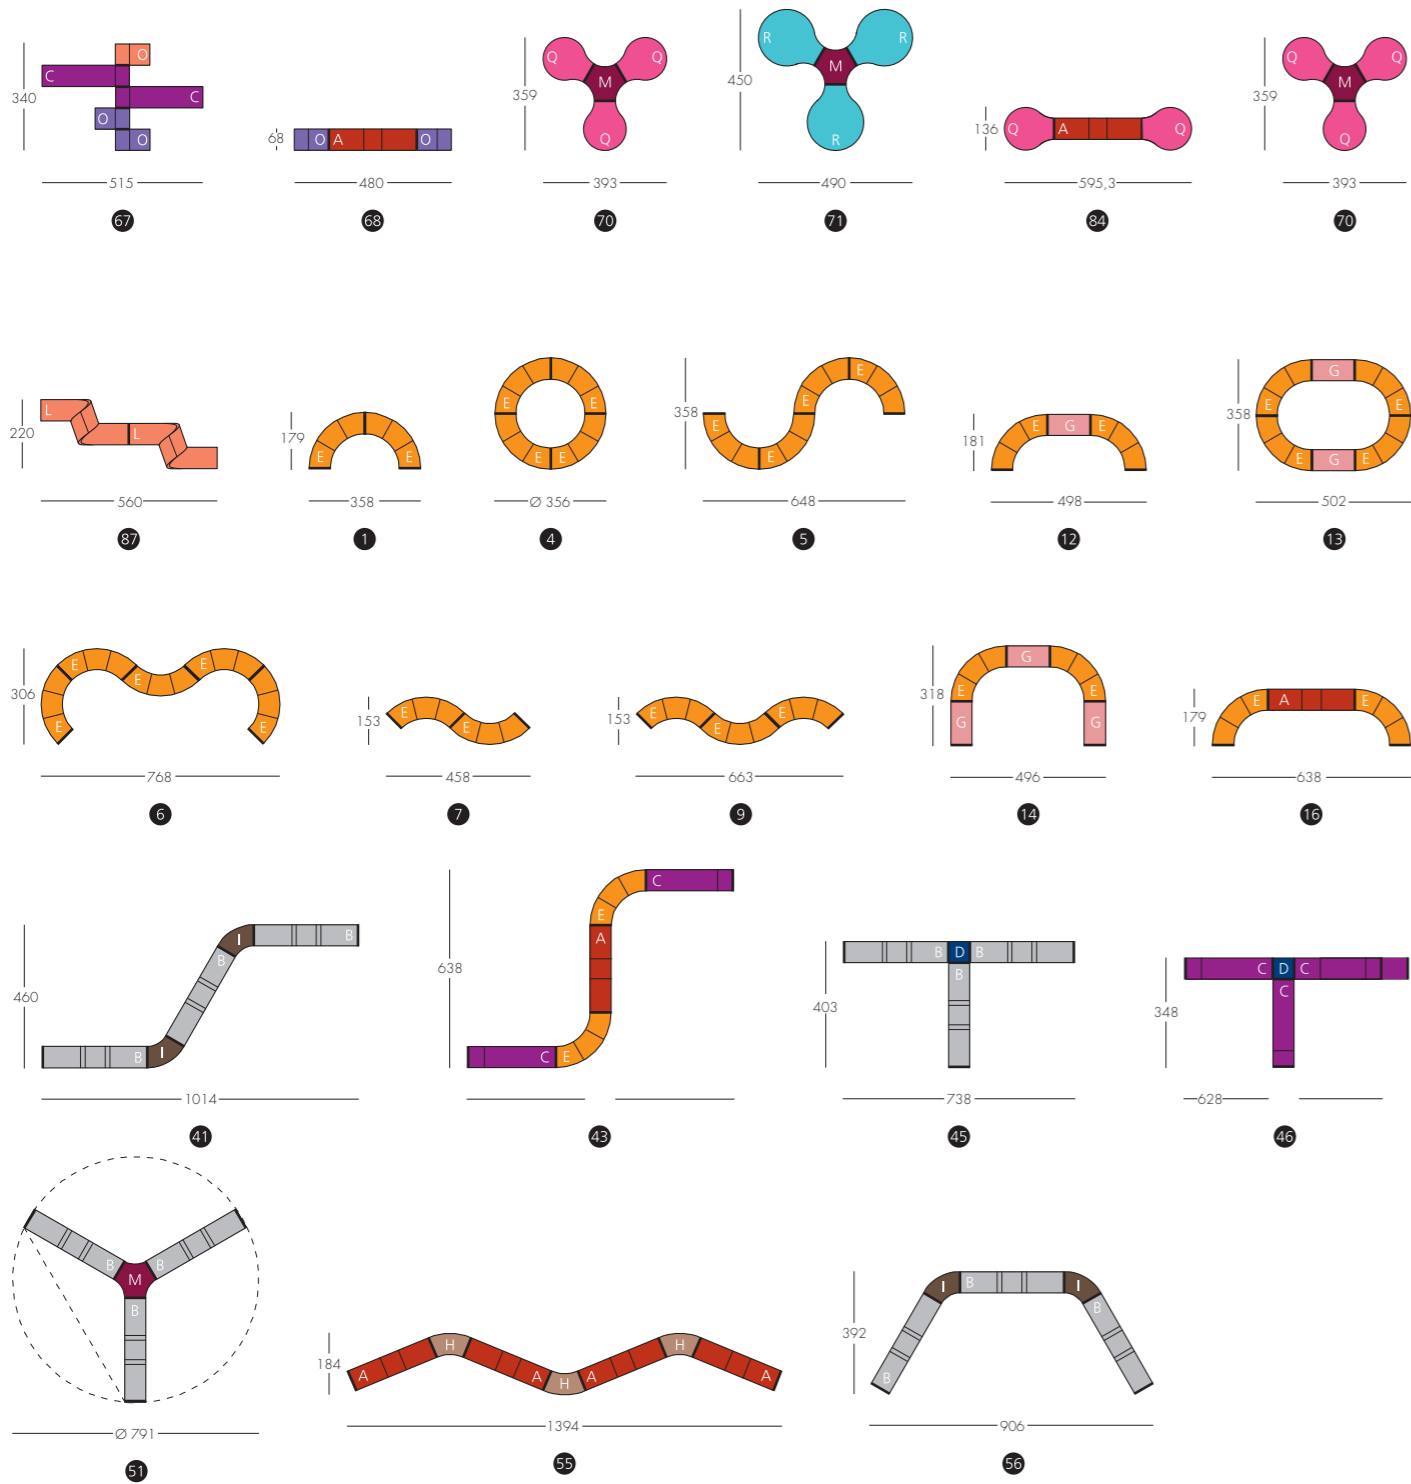 340 C O C O O 515 67
68 O A O 480 68
359 Q Q M Q 393 70
450 R R M R 490 71
136 Q A Q 595,3 84
359 Q Q M Q 393 70
220 L L 560 87
179 E E 358 1
E E E E Ø 356 4
358 E E E E 648 5
181 E G E 498 12
358 G E E E G E 502 13
306 E E E E E 768 6
153 E E 458 7
153 E E E 663 9
318 G E E G G 496 14
179 E A E 638 16
460 B I B I B 1014 41
638 C E A E C 43
403 B D B B 738 45
348 C D C C 628 46
B B M B Ø 791 51
184 A H A H A H A 1394 55
392 I B I B B 906 56